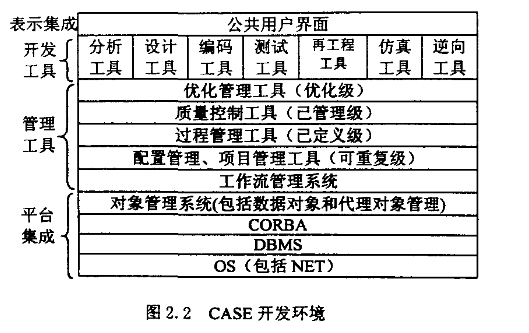 表示集成 公共用户界面
开发工具 分析工具 设计工具 编码工具 测试工具 再工程工具 仿真工具 逆向工具
管理工具
优化管理工具（优化级）
质量控制工具（已管理级）
过程管理工具（已定义级）
配置管理、项目管理工具（可重复级）
工作流管理系统
平台集成
对象管理系统(包括数据对象和代理对象管理)
CORBA
DBMS
OS（包括NET）
图2.2 CASE开发环境